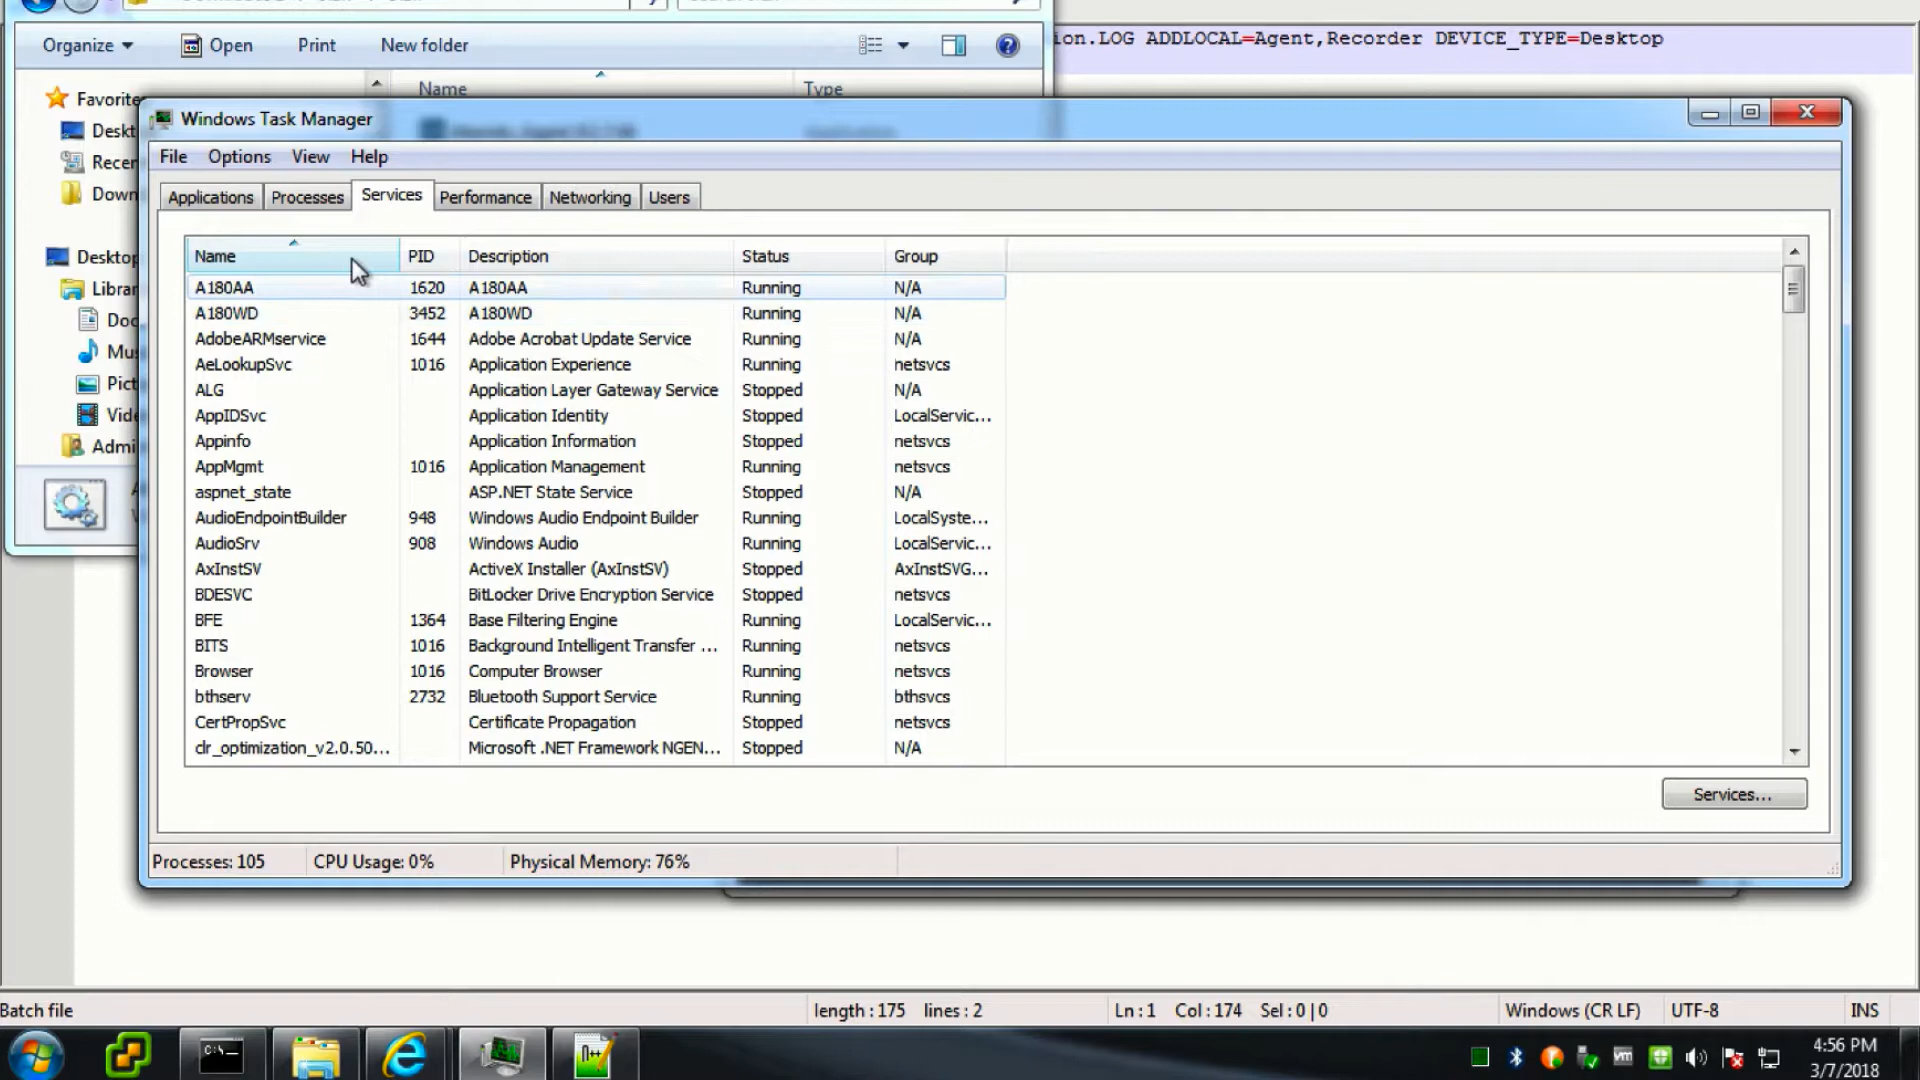 Organize Open Print New folder
ion.LOG ADDLOCAL=Agent,Recorder DEVICE_TYPE=Desktop
Name Type
Favorite
Deskt
Recen
Down
Desktop
Librar
Doc
Mus
Pict
Vide
Admi
Windows Task Manager
File Options View Help
Applications Processes Services Performance Networking Users
Name PID Description Status Group
A180AA 1620 A180AA Running N/A
A180WD 3452 A180WD Running N/A
AdobeARMservice 1644 Adobe Acrobat Update Service Running N/A
AeLookupSvc 1016 Application Experience Running netsvcs
ALG Application Layer Gateway Service Stopped N/A
AppIDSvc Application Identity Stopped LocalServic...
Appinfo Application Information Stopped netsvcs
AppMgmt 1016 Application Management Running netsvcs
aspnet_state ASP.NET State Service Stopped N/A
AudioEndpointBuilder 948 Windows Audio Endpoint Builder Running LocalSyste...
AudioSrv 908 Windows Audio Running LocalServic...
AxInstSV ActiveX Installer (AxInstSV) Stopped AxInstSVG...
BDESVC BitLocker Drive Encryption Service Stopped netsvcs
BFE 1364 Base Filtering Engine Running LocalServic...
BITS 1016 Background Intelligent Transfer ... Running netsvcs
Browser 1016 Computer Browser Running netsvcs
bthserv 2732 Bluetooth Support Service Running bthsvcs
CertPropSvc Certificate Propagation Stopped netsvcs
clr_optimization_v2.0.50... Microsoft .NET Framework NGEN... Stopped N/A
Services...
Processes: 105 CPU Usage: 0% Physical Memory: 76%
Batch file length : 175 lines : 2 Ln : 1 Col : 174 Sel : 0 | 0 Windows (CR LF) UTF-8 INS
C:\-
N++
vm
4:56 PM
3/7/2018